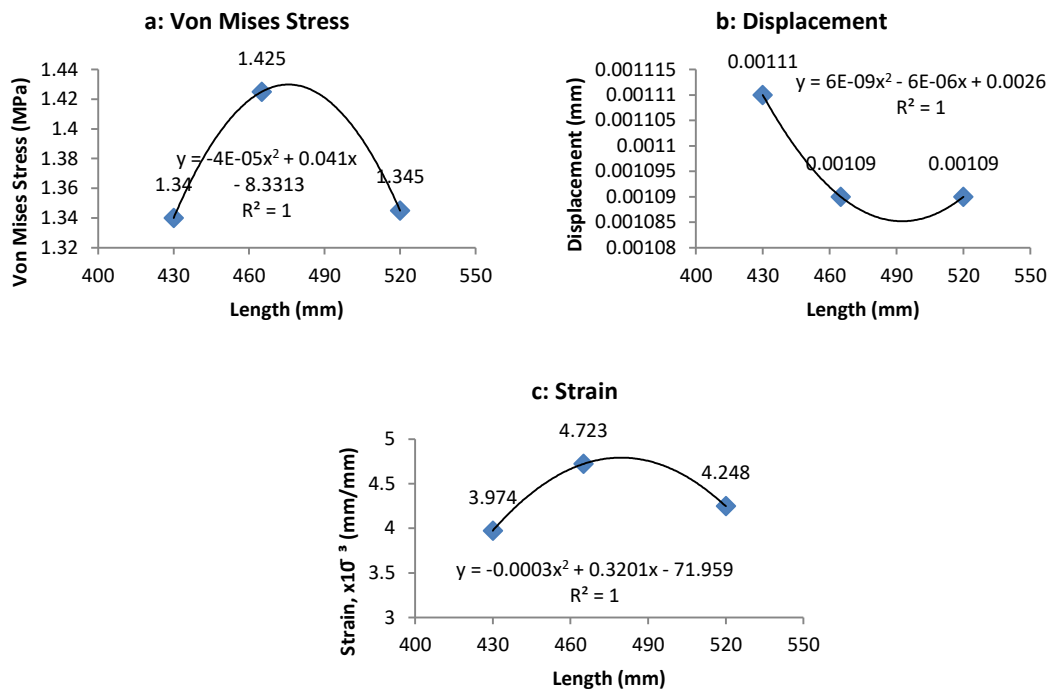 a: Von Mises Stress
Von Mises Stress (MPa)
1.44
1.42
1.4
1.38
1.36
1.34
1.32
1.425
1.34
1.345
y = -4E-05x² + 0.041x
- 8.3313
R² = 1
400 430 460 490 520 550
Length (mm)
b: Displacement
Displacement (mm)
0.001115
0.00111
0.001105
0.0011
0.001095
0.00109
0.001085
0.00108
0.00111
0.00109
0.00109
y = 6E-09x² - 6E-06x + 0.0026
R² = 1
400 430 460 490 520 550
Length (mm)
c: Strain
Strain, x10⁻³ (mm/mm)
5
4.5
4
3.5
3
3.974
4.723
4.248
y = -0.0003x² + 0.3201x - 71.959
R² = 1
400 430 460 490 520 550
Length (mm)